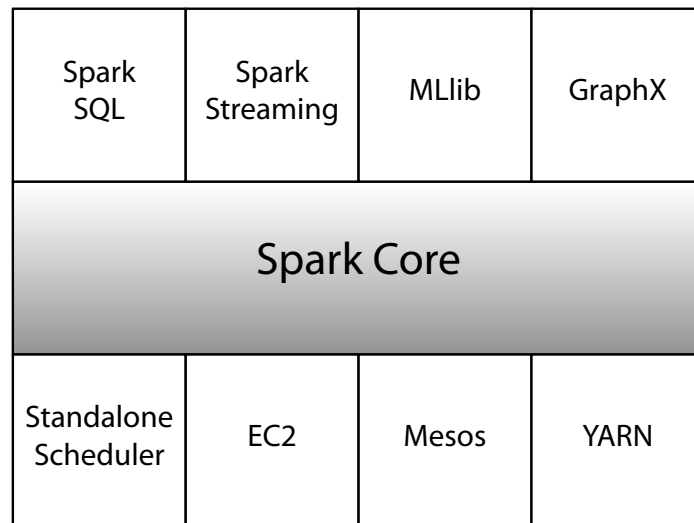 Spark
SQL
Spark
Streaming
MLlib
GraphX
Spark Core
Standalone
Scheduler
EC2
Mesos
YARN